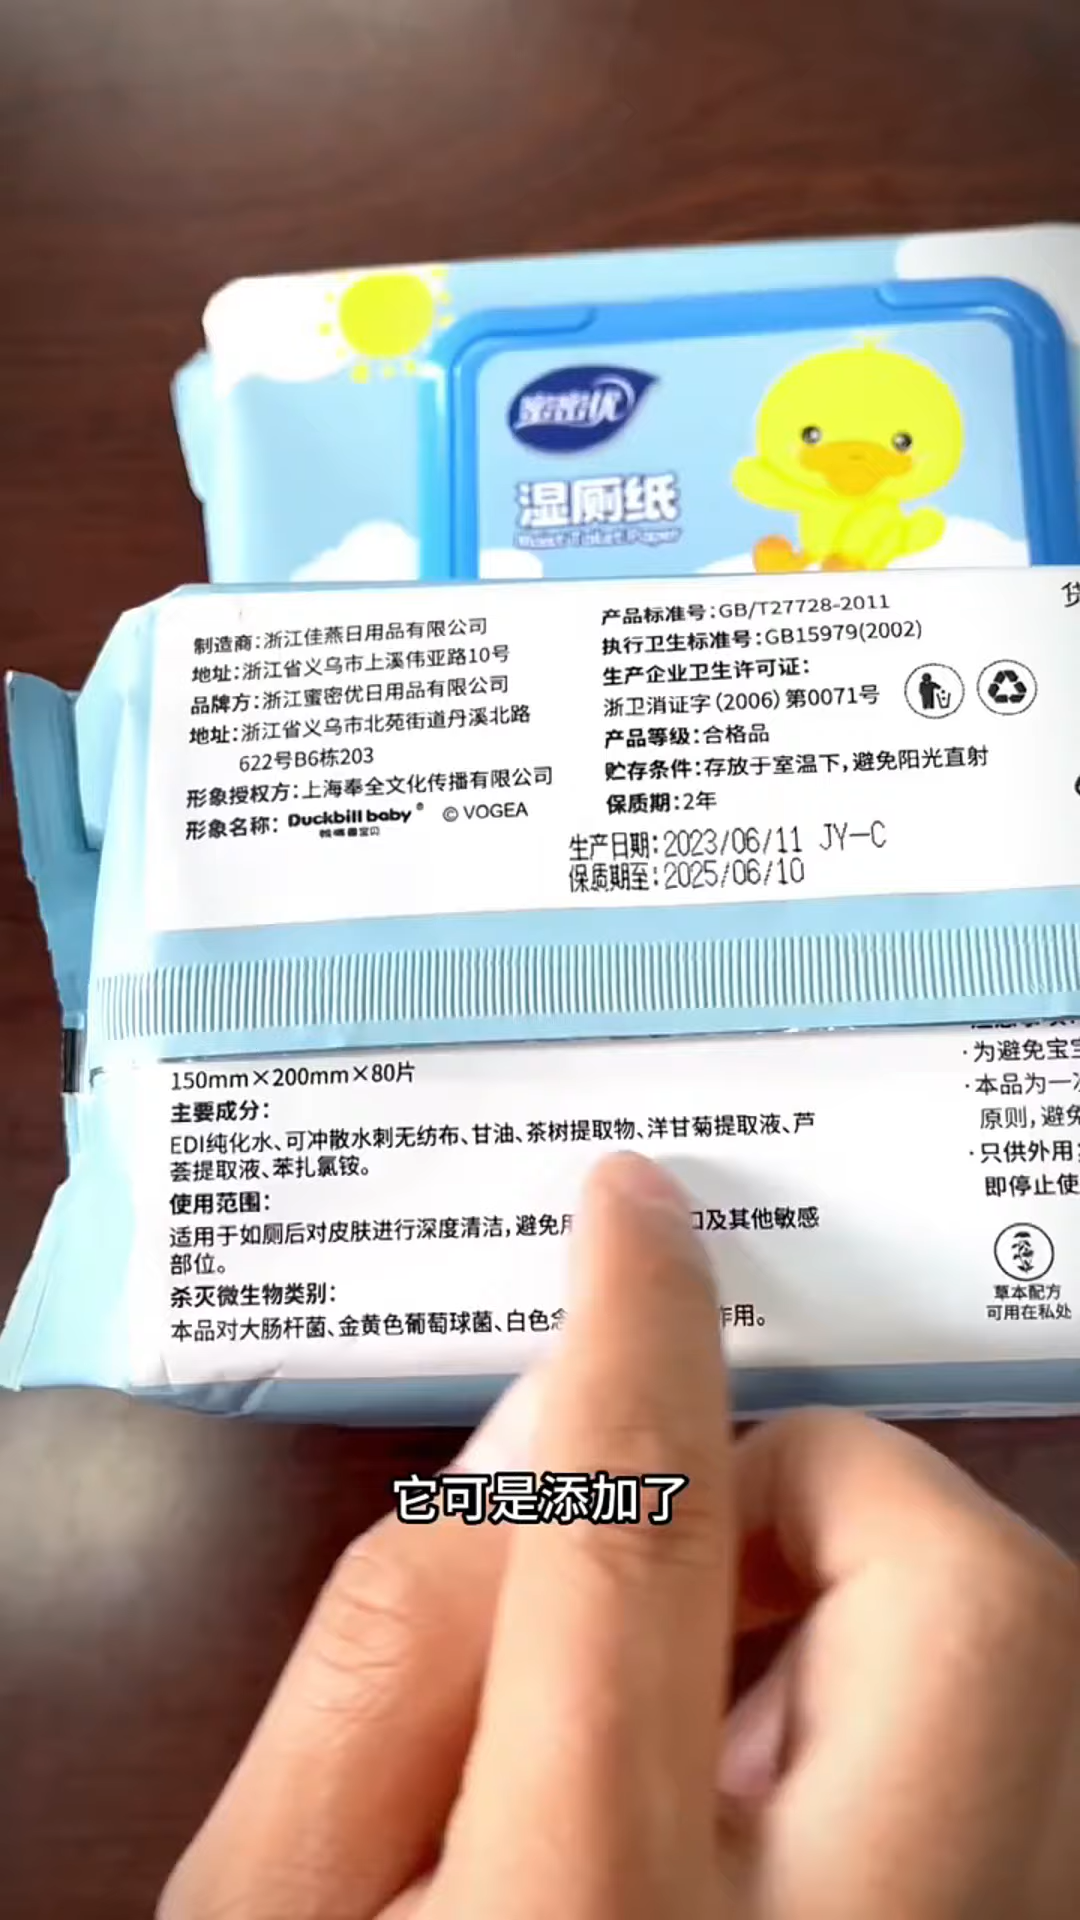 蜜密优
湿厕纸
Moist Toilet Paper
制造商:浙江佳燕日用品有限公司
地址:浙江省义乌市上溪伟亚路10号
品牌方:浙江蜜密优日用品有限公司
地址:浙江省义乌市北苑街道丹溪北路
622号B6栋203
形象授权方:上海奉全文化传播有限公司
形象名称: Duckbill baby © VOGEA
产品标准号:GB/T27728-2011
执行卫生标准号:GB15979(2002)
生产企业卫生许可证:
浙卫消证字(2006)第0071号
产品等级:合格品
贮存条件:存放于室温下,避免阳光直射
保质期:2年
生产日期:2023/06/11 JY-C
保质期至:2025/06/10
150mm×200mm×80片
主要成分:
EDI纯化水、可冲散水刺无纺布、甘油、茶树提取物、洋甘菊提取液、芦
荟提取液、苯扎氯铵。
使用范围:
适用于如厕后对皮肤进行深度清洁,避免用 口及其他敏感
部位。
杀灭微生物类别:
本品对大肠杆菌、金黄色葡萄球菌、白色念 作用。
·为避免宝宝
·本品为一次
原则,避免
·只供外用;
即停止使
草本配方
可用在私处
它可是添加了